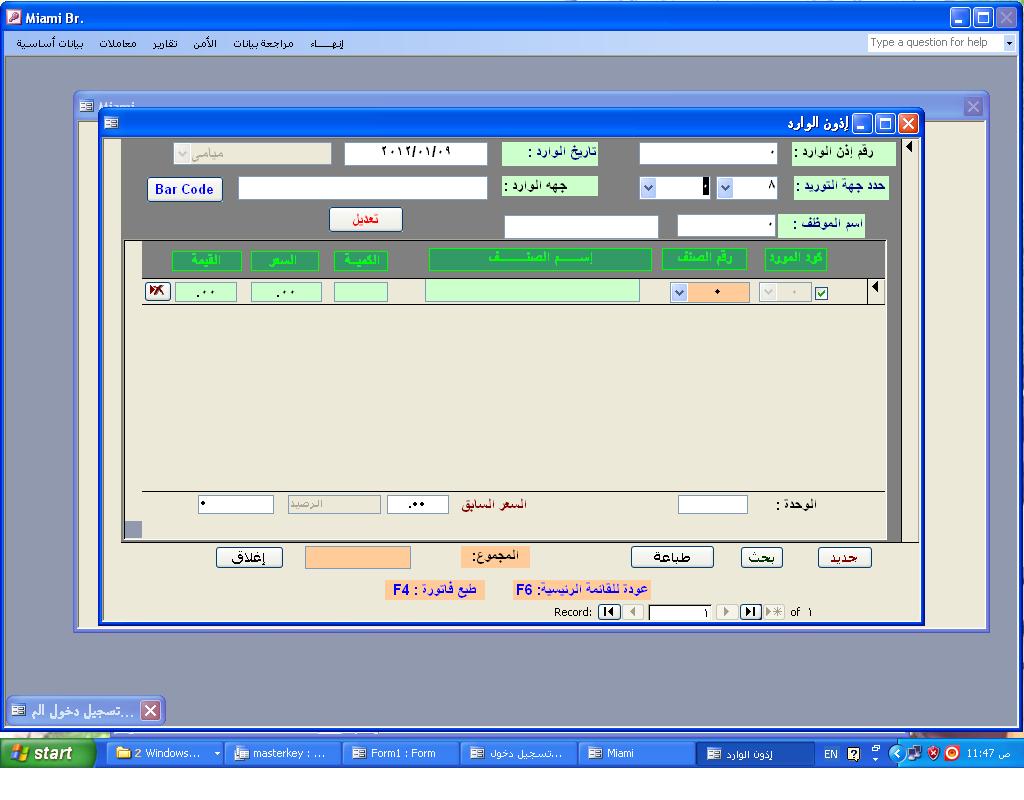 Miami Br.
بيانات أساسية معاملات تقارير الأمن مراجعة بيانات إنهـــاء
Type a question for help
Miami
إذون الوارد
رقم إذن الوارد : ٠ تاريخ الوارد : ٢٠١٢/٠١/٠٩ ميامى
حدد جهة التوريد : ٨ ٠ جهه الوارد : Bar Code
اسم الموظف : ٠ تعديل
كود المورد رقم الصنف إســـم الصنـــف الكميـة السعر القيمة
٠ ٠ .٠٠ .٠٠
الوحدة : السعر السابق .٠٠ الرصيد ٠
جديد بحث طباعة المجموع: إغلاق
عودة للقائمة الرئيسية: F6 طبع فاتورة : F4
Record: ١ of ١
تسجيل دخول الم...
start 2 Windows... masterkey : ... Form1 : Form تسجيل دخول... Miami إذون الوارد EN 11:47 ص